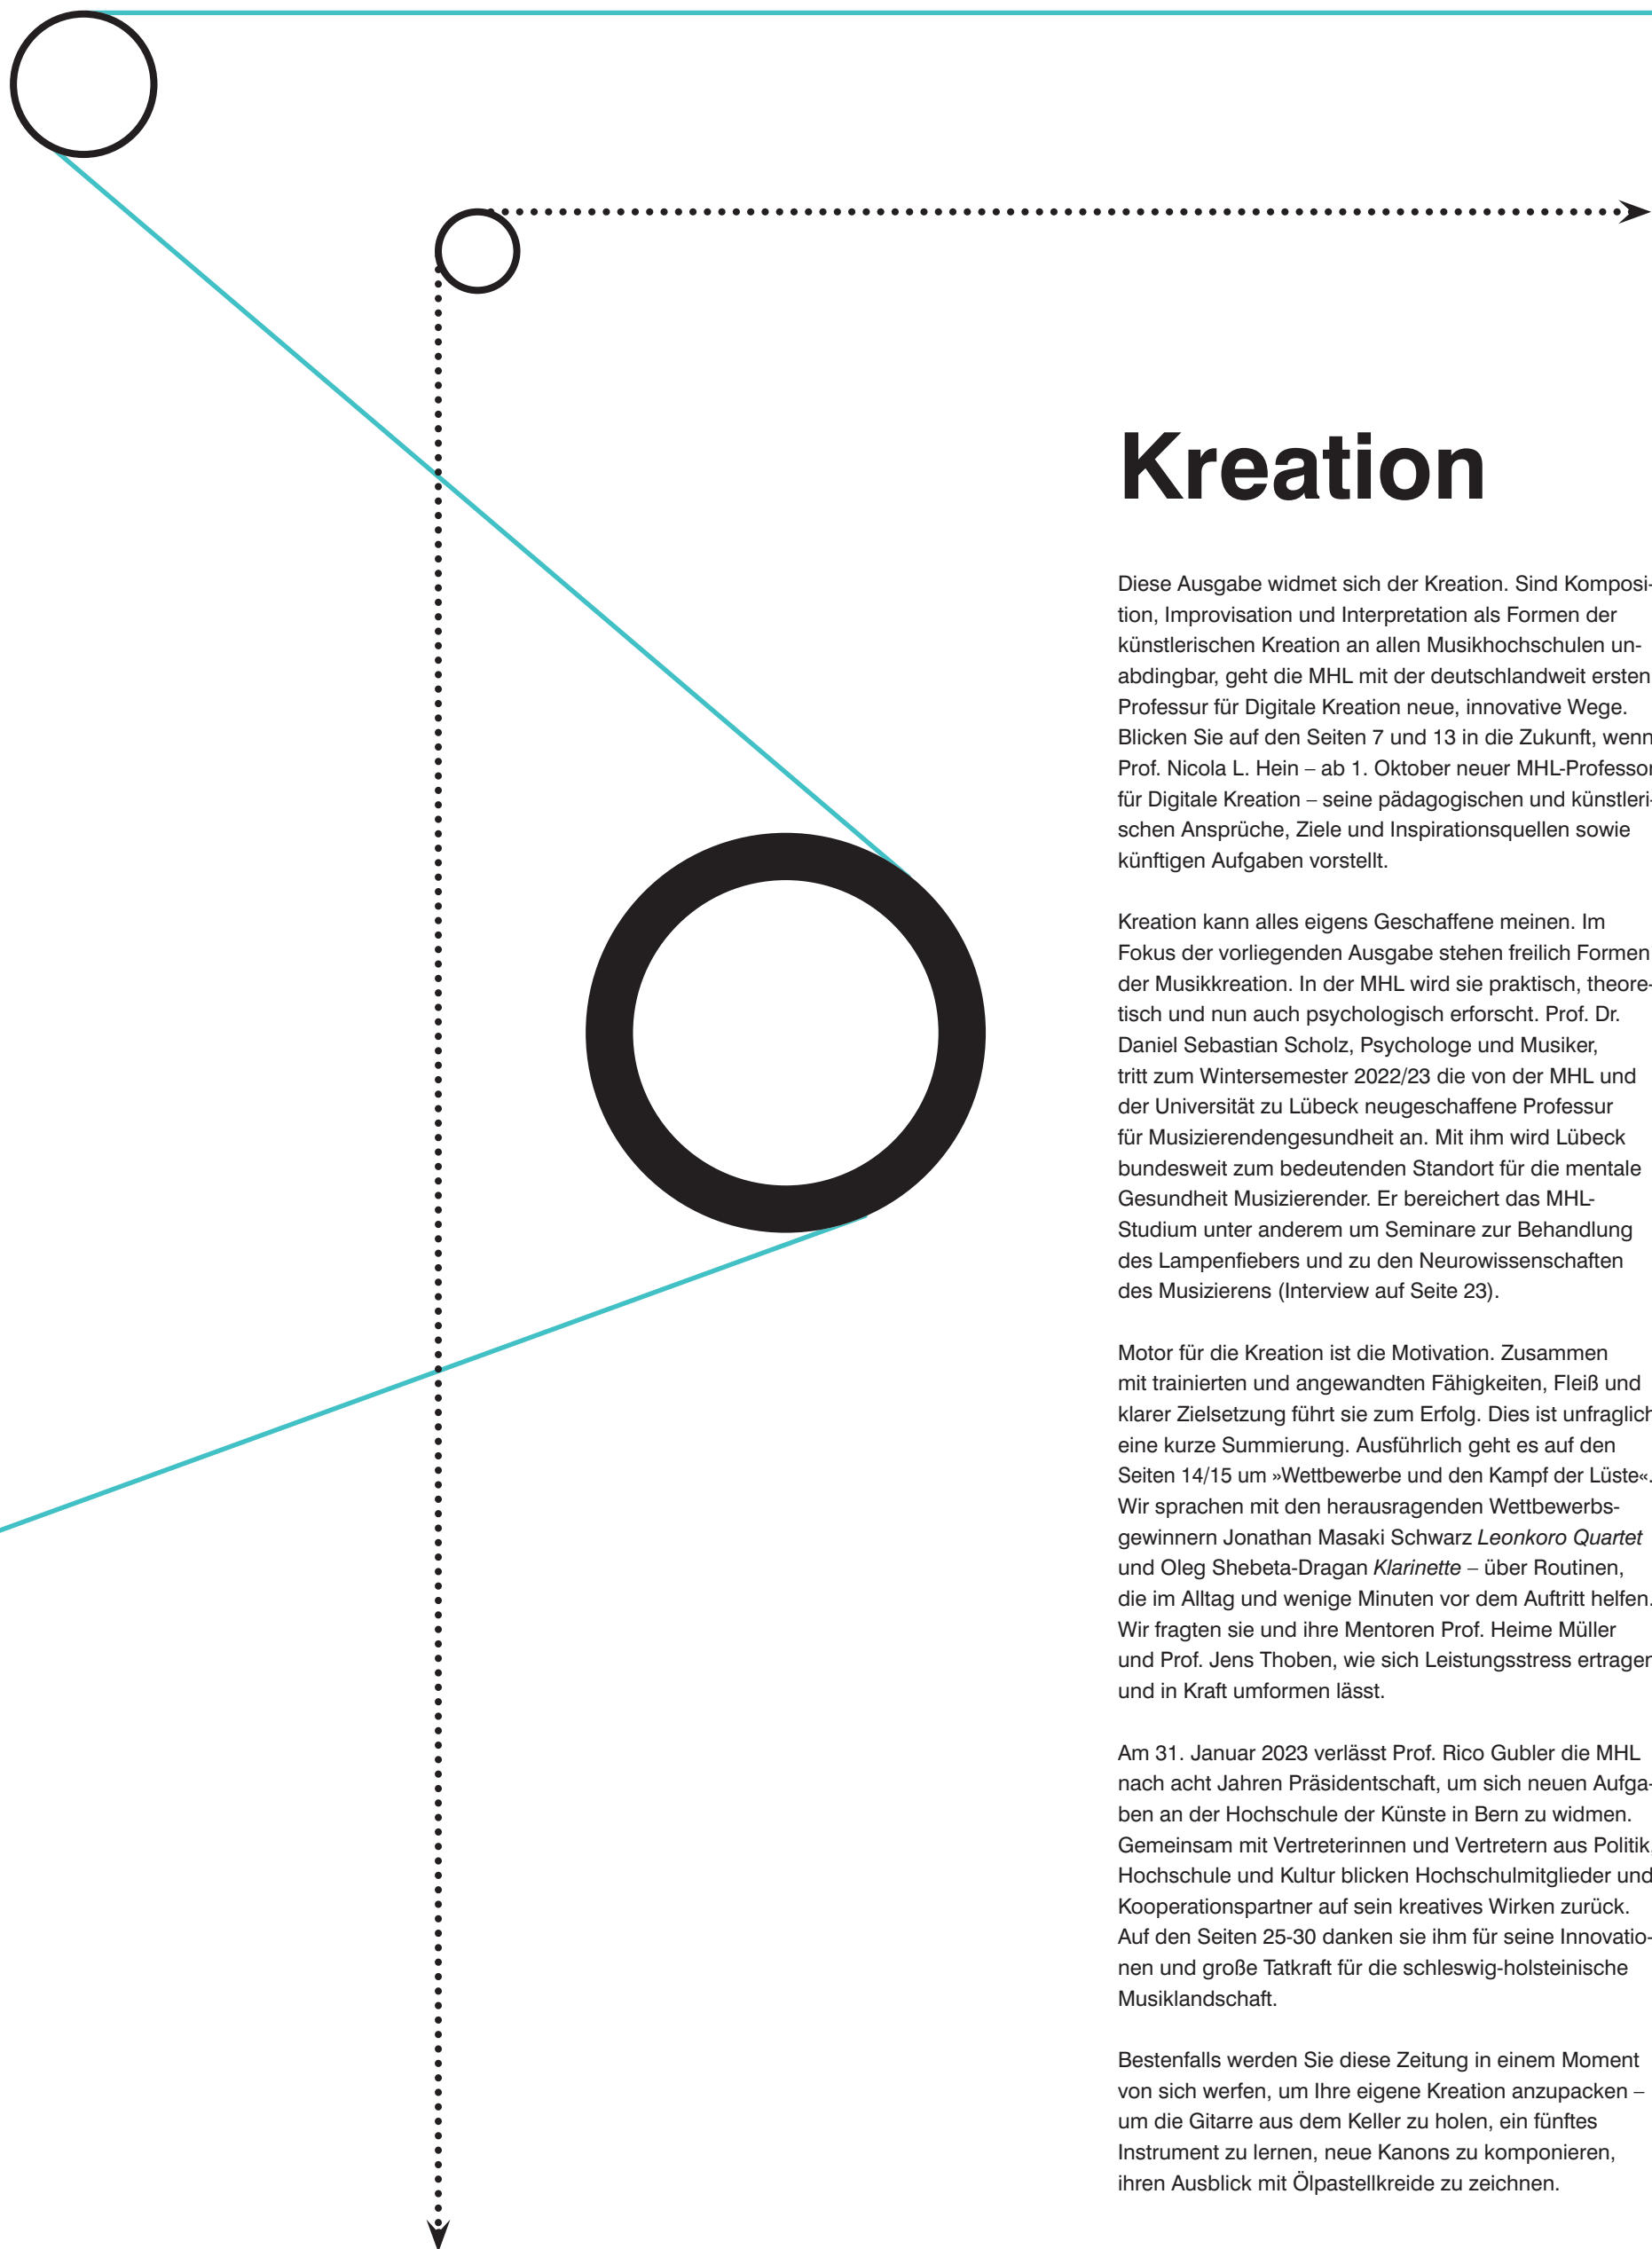 Kreation
Diese Ausgabe widmet sich der Kreation. Sind Komposi-
tion, Improvisation und Interpretation als Formen der
künstlerischen Kreation an allen Musikhochschulen un-
abdingbar, geht die MHL mit der deutschlandweit ersten
Professur für Digitale Kreation neue, innovative Wege.
Blicken Sie auf den Seiten 7 und 13 in die Zukunft, wenn
Prof. Nicola L. Hein – ab 1. Oktober neuer MHL-Professor
für Digitale Kreation – seine pädagogischen und künstleri-
schen Ansprüche, Ziele und Inspirationsquellen sowie
künftigen Aufgaben vorstellt.
Kreation kann alles eigens Geschaffene meinen. Im
Fokus der vorliegenden Ausgabe stehen freilich Formen
der Musikkreation. In der MHL wird sie praktisch, theore-
tisch und nun auch psychologisch erforscht. Prof. Dr.
Daniel Sebastian Scholz, Psychologe und Musiker,
tritt zum Wintersemester 2022/23 die von der MHL und
der Universität zu Lübeck neugeschaffene Professur
für Musizierendengesundheit an. Mit ihm wird Lübeck
bundesweit zum bedeutenden Standort für die mentale
Gesundheit Musizierender. Er bereichert das MHL-
Studium unter anderem um Seminare zur Behandlung
des Lampenfiebers und zu den Neurowissenschaften
des Musizierens (Interview auf Seite 23).
Motor für die Kreation ist die Motivation. Zusammen
mit trainierten und angewandten Fähigkeiten, Fleiß und
klarer Zielsetzung führt sie zum Erfolg. Dies ist unfraglich
eine kurze Summierung. Ausführlich geht es auf den
Seiten 14/15 um »Wettbewerbe und den Kampf der Lüste«.
Wir sprachen mit den herausragenden Wettbewerbs-
gewinnern Jonathan Masaki Schwarz Leonkoro Quartet
und Oleg Shebeta-Dragan Klarinette – über Routinen,
die im Alltag und wenige Minuten vor dem Auftritt helfen.
Wir fragten sie und ihre Mentoren Prof. Heime Müller
und Prof. Jens Thoben, wie sich Leistungsstress ertragen
und in Kraft umformen lässt.
Am 31. Januar 2023 verlässt Prof. Rico Gubler die MHL
nach acht Jahren Präsidentschaft, um sich neuen Aufga-
ben an der Hochschule der Künste in Bern zu widmen.
Gemeinsam mit Vertreterinnen und Vertretern aus Politik,
Hochschule und Kultur blicken Hochschulmitglieder und
Kooperationspartner auf sein kreatives Wirken zurück.
Auf den Seiten 25-30 danken sie ihm für seine Innovatio-
nen und große Tatkraft für die schleswig-holsteinische
Musiklandschaft.
Bestenfalls werden Sie diese Zeitung in einem Moment
von sich werfen, um Ihre eigene Kreation anzupacken –
um die Gitarre aus dem Keller zu holen, ein fünftes
Instrument zu lernen, neue Kanons zu komponieren,
ihren Ausblick mit Ölpastellkreide zu zeichnen.